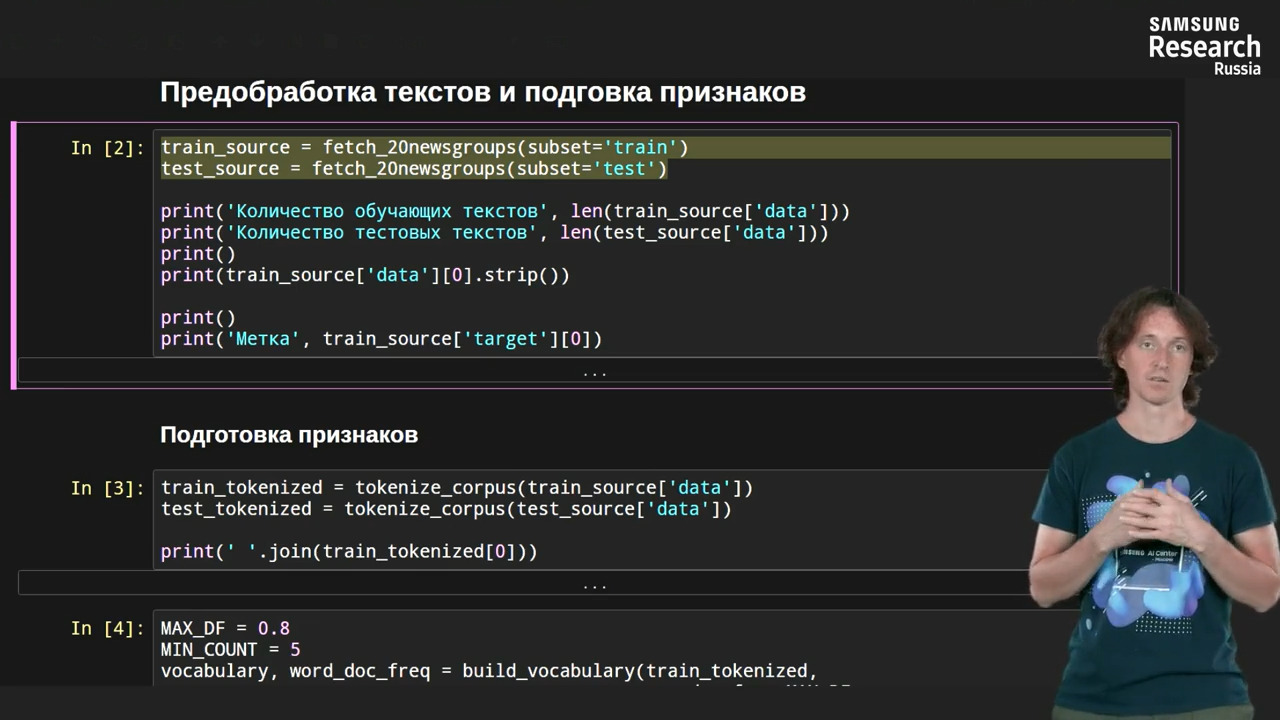 SAMSUNG
Research
Russia
Предобработка текстов и подговка признаков
In [2]:
train_source = fetch_20newsgroups(subset='train')
test_source = fetch_20newsgroups(subset='test')
print('Количество обучающих текстов', len(train_source['data']))
print('Количество тестовых текстов', len(test_source['data']))
print()
print(train_source['data'][0].strip())
print()
print('Метка', train_source['target'][0])
...
Подготовка признаков
In [3]:
train_tokenized = tokenize_corpus(train_source['data'])
test_tokenized = tokenize_corpus(test_source['data'])
print(' '.join(train_tokenized[0]))
...
In [4]:
MAX_DF = 0.8
MIN_COUNT = 5
vocabulary, word_doc_freq = build_vocabulary(train_tokenized,
SAMSUNG AI Center